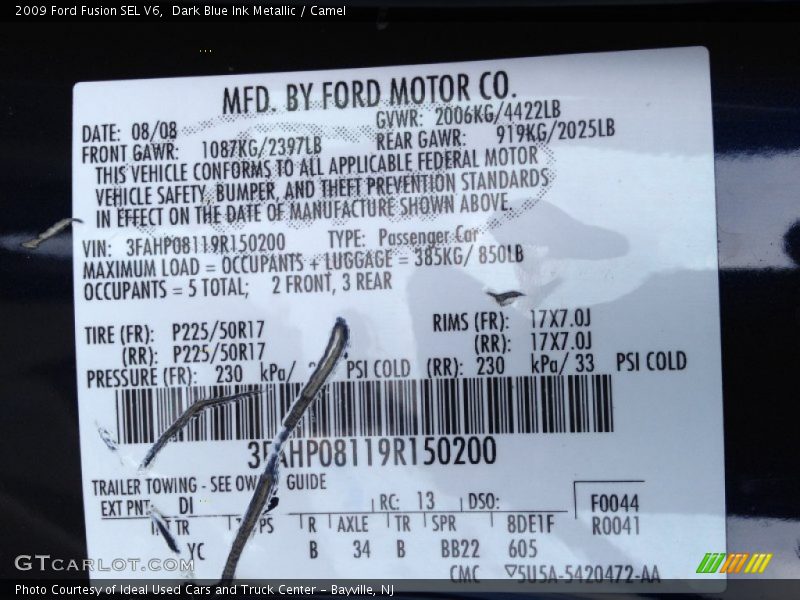 2009 Ford Fusion SEL V6, Dark Blue Ink Metallic / Camel
MFD. BY FORD MOTOR CO.
DATE: 08/08 GVWR: 2006KG/4422LB
FRONT GAWR: 1087KG/2397LB REAR GAWR: 919KG/2025LB
THIS VEHICLE CONFORMS TO ALL APPLICABLE FEDERAL MOTOR
VEHICLE SAFETY, BUMPER, AND THEFT PREVENTION STANDARDS
IN EFFECT ON THE DATE OF MANUFACTURE SHOWN ABOVE.
VIN: 3FAHP08119R150200 TYPE: Passenger Car
MAXIMUM LOAD = OCCUPANTS + LUGGAGE = 385KG/ 850LB
OCCUPANTS = 5 TOTAL; 2 FRONT, 3 REAR
TIRE (FR): P225/50R17 RIMS (FR): 17X7.0J
(RR): P225/50R17 (RR): 17X7.0J
PRESSURE (FR): 230 kPa/ PSI COLD (RR): 230 kPa/ 33 PSI COLD
3FAHP08119R150200
TRAILER TOWING - SEE GUIDE
EXT PNT: DI RC: 13 DSO: F0044
TR R AXLE TR SPR 8DE1F R0041
YC B 34 B BB22 605
CMC 5U5A-5420472-AA
GTCARLOT.COM
Photo Courtesy of Ideal Used Cars and Truck Center - Bayville, NJ